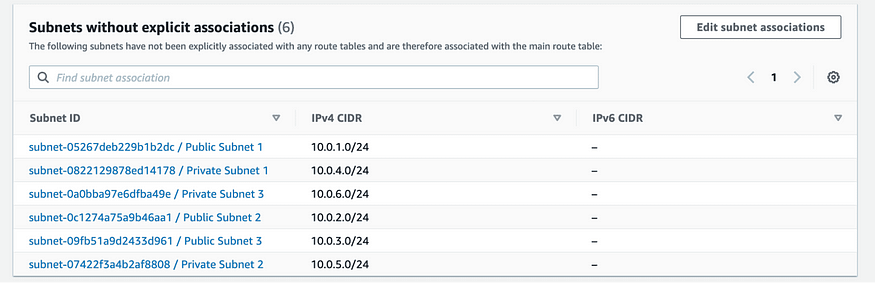 Subnets without explicit associations (6)
Edit subnet associations
The following subnets have not been explicitly associated with any route tables and are therefore associated with the main route table:
Find subnet association
1
Subnet ID IPv4 CIDR IPv6 CIDR
subnet-05267deb229b1b2dc / Public Subnet 1 10.0.1.0/24 –
subnet-0822129878ed14178 / Private Subnet 1 10.0.4.0/24 –
subnet-0a0bba97e6dfba49e / Private Subnet 3 10.0.6.0/24 –
subnet-0c1274a75a9b46aa1 / Public Subnet 2 10.0.2.0/24 –
subnet-09fb51a9d2433d961 / Public Subnet 3 10.0.3.0/24 –
subnet-07422f3a4b2af8808 / Private Subnet 2 10.0.5.0/24 –